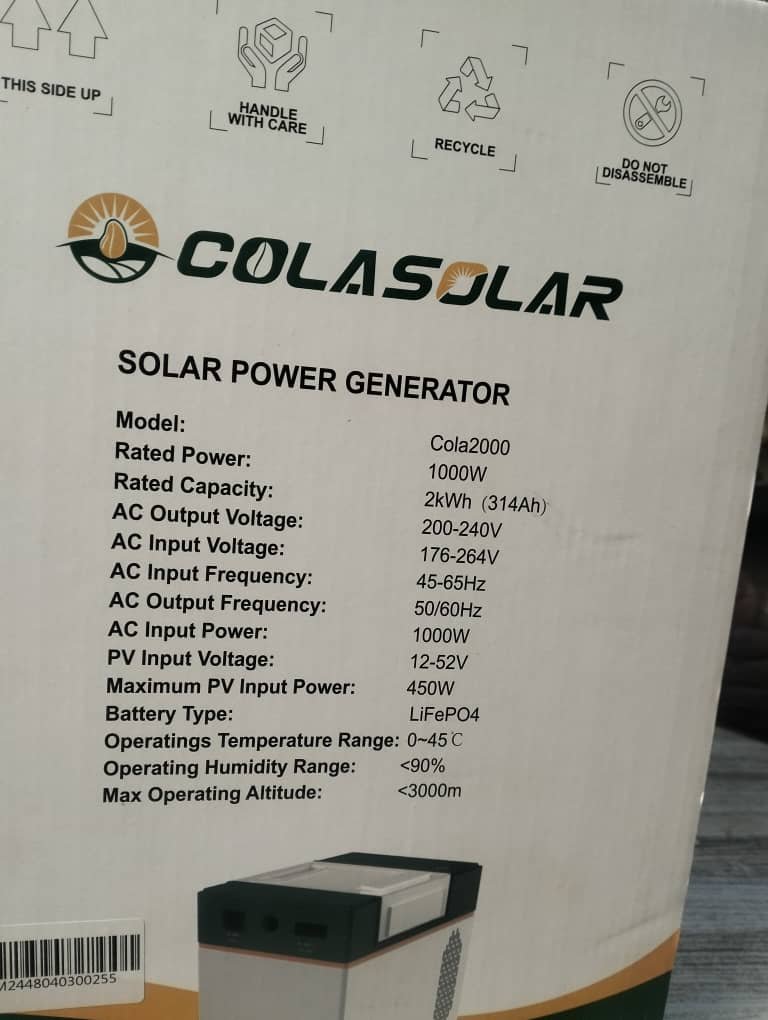 THIS SIDE UP
HANDLE
WITH CARE
RECYCLE
DO NOT
DISASSEMBLE
COLASOLAR
SOLAR POWER GENERATOR
Model: Cola2000
Rated Power: 1000W
Rated Capacity: 2kWh (314Ah)
AC Output Voltage: 200-240V
AC Input Voltage: 176-264V
AC Input Frequency: 45-65Hz
AC Output Frequency: 50/60Hz
AC Input Power: 1000W
PV Input Voltage: 12-52V
Maximum PV Input Power: 450W
Battery Type: LiFePO4
Operatings Temperature Range: 0~45℃
Operating Humidity Range: <90%
Max Operating Altitude: <3000m
2448040300255